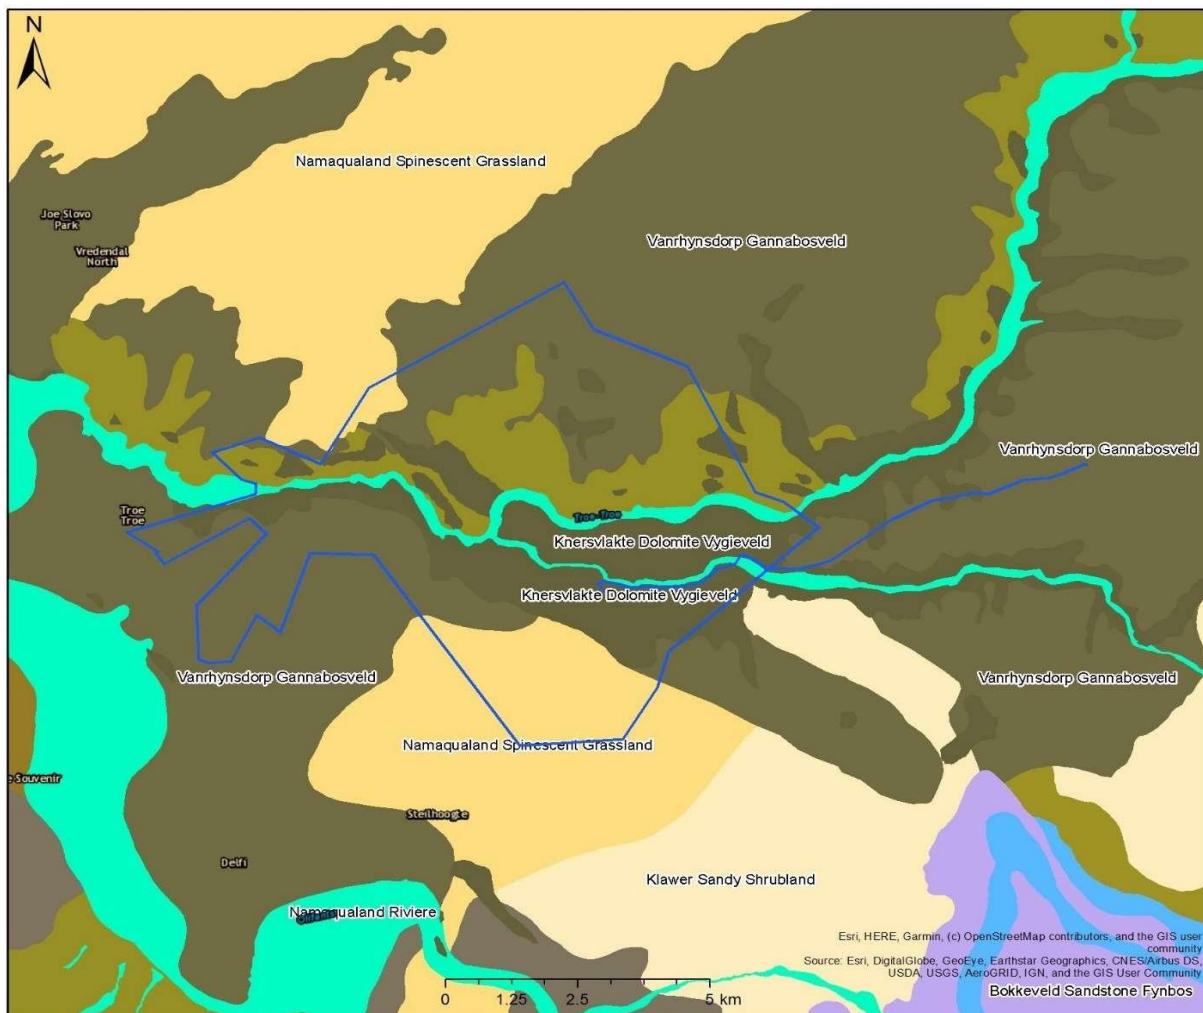 N
Namaqualand Spinescent Grassland
Joe Slovo
Park
Vanrhynsdorp Gannabosveld
Vredendal
North
Vanrhynsdorp Gannabosveld
Troe
Troe
Troe-Troe
Knersvlakte Dolomite Vygieveld
Knersvlakte Dolomite Vygieveld
Vanrhynsdorp Gannabosveld
Vanrhynsdorp Gannabosveld
Namaqualand Spinescent Grassland
e Souvenir
Steilhoogte
Delfi
Klawer Sandy Shrubland
Namaqualand Riviere
Esri, HERE, Garmin, (c) OpenStreetMap contributors, and the GIS user
community
Source: Esri, DigitalGlobe, GeoEye, Earthstar Geographics, CNES/Airbus DS,
USDA, USGS, AeroGRID, IGN, and the GIS User Community
Bokkeveld Sandstone Fynbos
0 1.25 2.5 5 km